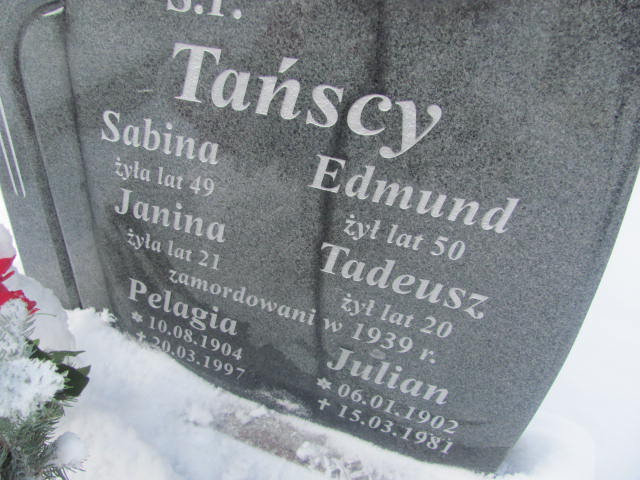 Ś.P.
Tańscy
Sabina
żyła lat 49
Janina
żyła lat 21
Edmund
żył lat 50
Tadeusz
żył lat 20
zamordowani w 1939 r.
Pelagia
* 10.08.1904
+ 20.03.1997
Julian
* 06.01.1902
+ 15.03.1981